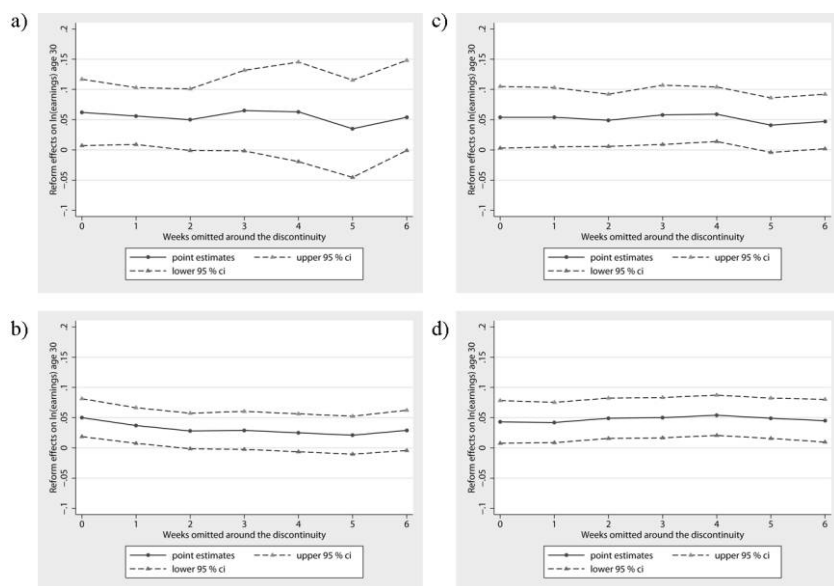 a)
Reform effects on ln(earnings) age 30
.2
.15
.1
.05
0
-.05
-.1
0 1 2 3 4 5 6
Weeks omitted around the discontinuity
point estimates upper 95 % ci
lower 95 % ci
c)
Reform effects on ln(earnings) age 30
.2
.15
.1
.05
0
-.05
-.1
0 1 2 3 4 5 6
Weeks omitted around the discontinuity
point estimates upper 95 % ci
lower 95 % ci
b)
Reform effects on ln(earnings) age 30
.2
.15
.1
.05
0
-.05
-.1
0 1 2 3 4 5 6
Weeks omitted around the discontinuity
point estimates upper 95 % ci
lower 95 % ci
d)
Reform effects on ln(earnings) age 30
.2
.15
.1
.05
0
-.05
-.1
0 1 2 3 4 5 6
Weeks omitted around the discontinuity
point estimates upper 95 % ci
lower 95 % ci